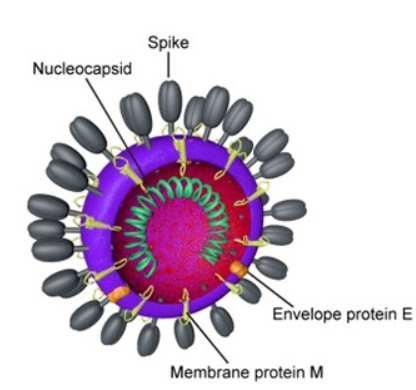 Spike
Nucleocapsid
Envelope protein E
Membrane protein M